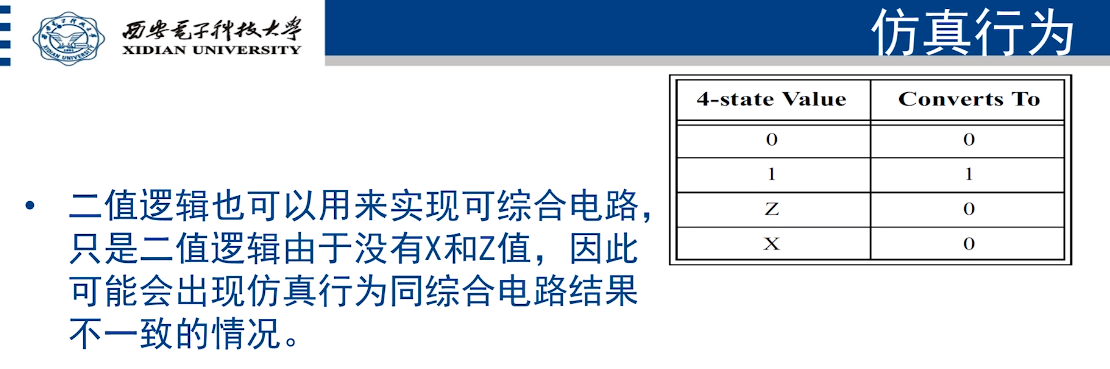 西安电子科技大学
XIDIAN UNIVERSITY
仿真行为
4-state Value Converts To
0 0
1 1
Z 0
X 0
• 二值逻辑也可以用来实现可综合电路，
只是二值逻辑由于没有X和Z值，因此
可能会出现仿真行为同综合电路结果
不一致的情况。